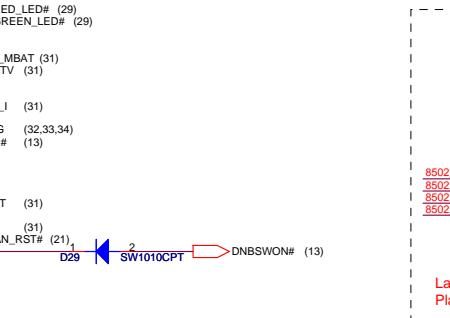 ED_LED# (29)
REEN_LED# (29)
_MBAT (31)
TV (31)
_I (31)
G (32,33,34)
# (13)
T (31)
(31)
AN_RST# (21)
1 2
D29 SW1010CPT
DNBSWON# (13)
8502
8502
8502
8502
La
Pla